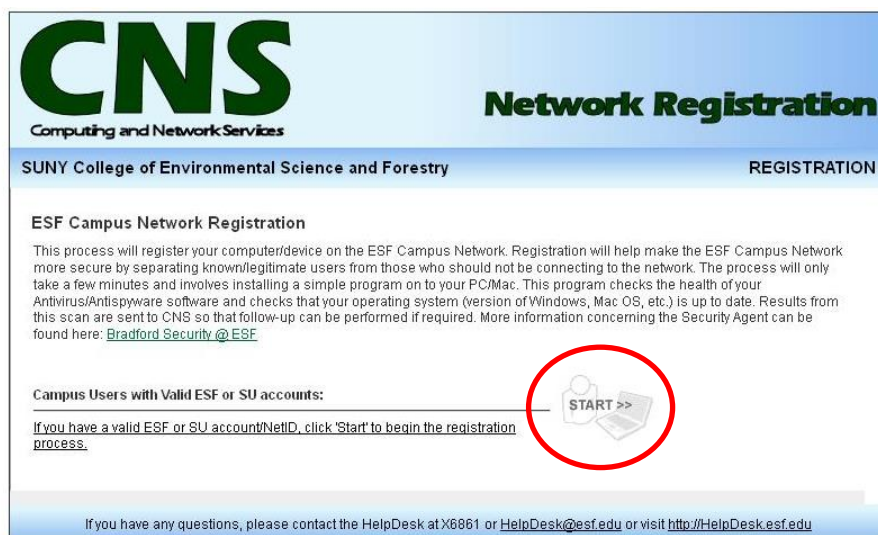 CNS
Computing and Network Services
Network Registration
SUNY College of Environmental Science and Forestry
REGISTRATION
ESF Campus Network Registration
This process will register your computer/device on the ESF Campus Network. Registration will help make the ESF Campus Network
more secure by separating known/legitimate users from those who should not be connecting to the network. The process will only
take a few minutes and involves installing a simple program on to your PC/Mac. This program checks the health of your
Antivirus/Antispyware software and checks that your operating system (version of Windows, Mac OS, etc.) is up to date. Results from
this scan are sent to CNS so that follow-up can be performed if required. More information concerning the Security Agent can be
found here: Bradford Security @ ESF
Campus Users with Valid ESF or SU accounts:
START >>
If you have a valid ESF or SU account/NetID, click 'Start' to begin the registration
process.
If you have any questions, please contact the HelpDesk at X6861 or HelpDesk@esf.edu or visit http://HelpDesk.esf.edu